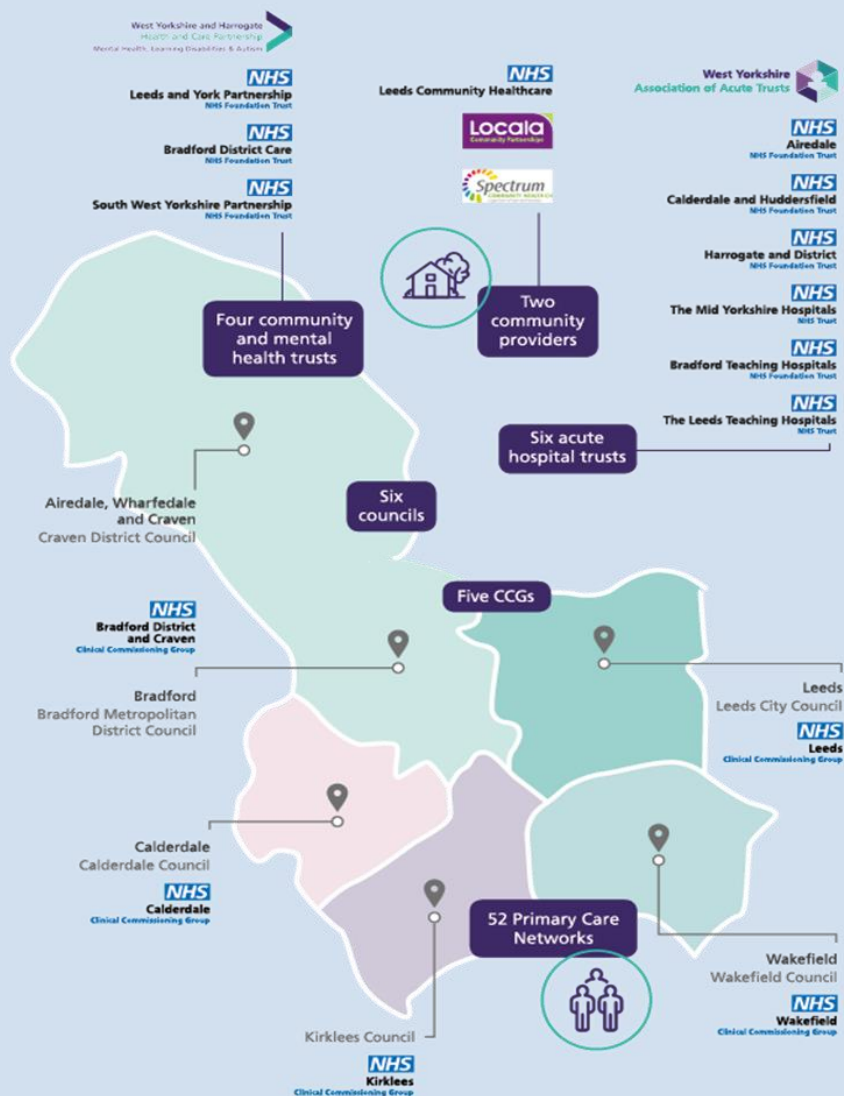 West Yorkshire and Harrogate
Health and Care Partnership
Mental Health, Learning Disabilities & Autism
NHS
Leeds and York Partnership
NHS Foundation Trust
NHS
Bradford District Care
NHS Foundation Trust
NHS
South West Yorkshire Partnership
NHS Foundation Trust
NHS
Leeds Community Healthcare
Locala
Community Partnerships
Spectrum
COMMUNITY HEALTH CIC
West Yorkshire
Association of Acute Trusts
NHS
Airedale
NHS Foundation Trust
NHS
Calderdale and Huddersfield
NHS Foundation Trust
NHS
Harrogate and District
NHS Foundation Trust
NHS
The Mid Yorkshire Hospitals
NHS Trust
NHS
Bradford Teaching Hospitals
NHS Foundation Trust
NHS
The Leeds Teaching Hospitals
NHS Trust
Four community
and mental
health trusts
Two
community
providers
Six acute
hospital trusts
Six
councils
Airedale, Wharfedale
and Craven
Craven District Council
Five CCGs
NHS
Bradford District
and Craven
Clinical Commissioning Group
Bradford
Bradford Metropolitan
District Council
Leeds
Leeds City Council
NHS
Leeds
Clinical Commissioning Group
Calderdale
Calderdale Council
NHS
Calderdale
Clinical Commissioning Group
52 Primary Care
Networks
Wakefield
Wakefield Council
NHS
Wakefield
Clinical Commissioning Group
Kirklees Council
NHS
Kirklees
Clinical Commissioning Group